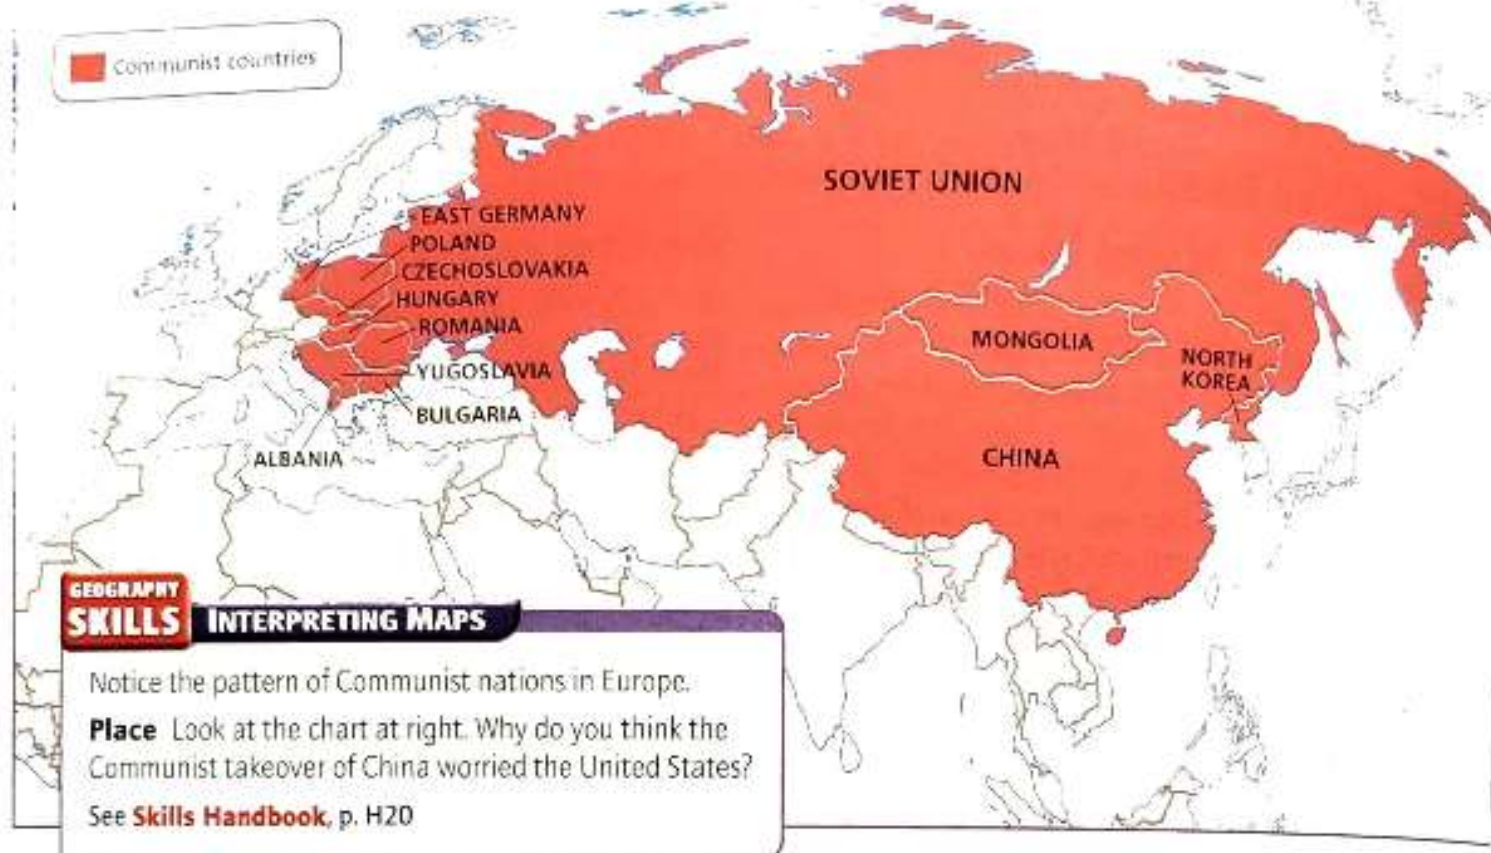 Communist countries
SOVIET UNION
EAST GERMANY
POLAND
CZECHOSLOVAKIA
HUNGARY
ROMANIA
YUGOSLAVIA
BULGARIA
ALBANIA
MONGOLIA
NORTH
KOREA
CHINA
GEOGRAPHY
SKILLS INTERPRETING MAPS
Notice the pattern of Communist nations in Europe.
Place Look at the chart at right. Why do you think the
Communist takeover of China worried the United States?
See Skills Handbook, p. H20